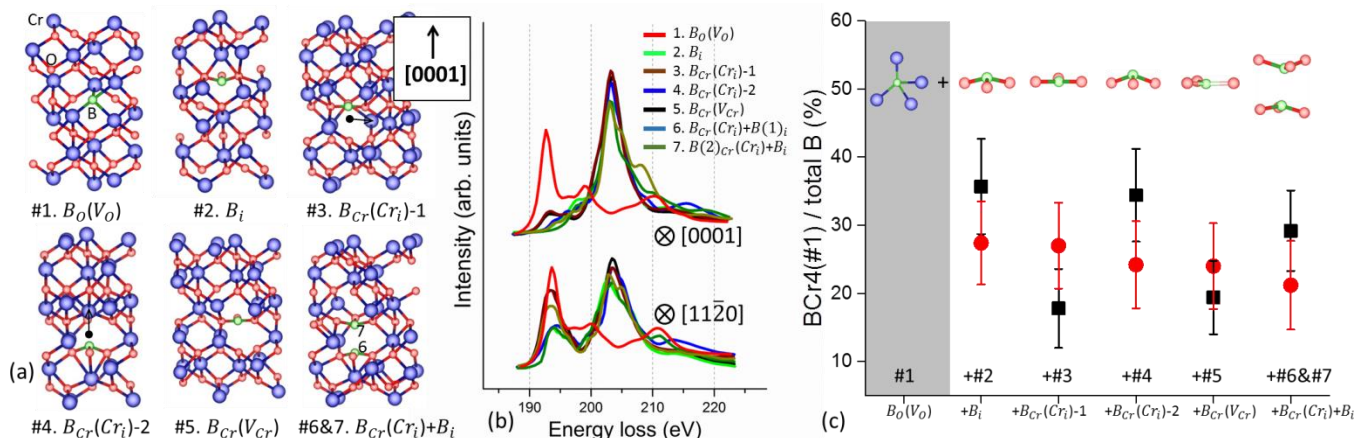 Cr
O
B
[0001]
#1. B_O(V_O)
#2. B_i
#3. B_Cr(Cr_i)-1
7
6
(a)
#4. B_Cr(Cr_i)-2
#5. B_Cr(V_Cr)
#6&7. B_Cr(Cr_i)+B_i
Intensity (arb. units)
1. B_O(V_O)
2. B_i
3. B_Cr(Cr_i)-1
4. B_Cr(Cr_i)-2
5. B_Cr(V_Cr)
6. B_Cr(Cr_i)+B(1)_i
7. B(2)_Cr(Cr_i)+B_i
⊗ [0001]
⊗ [112̄0]
190 200 210 220
(b) Energy loss (eV)
(c)
BCr4(#1) / total B (%)
60
50
40
30
20
10
+
#1 +#2 +#3 +#4 +#5 +#6&#7
B_O(V_O) +B_i +B_Cr(Cr_i)-1 +B_Cr(Cr_i)-2 +B_Cr(V_Cr) +B_Cr(Cr_i)+B_i